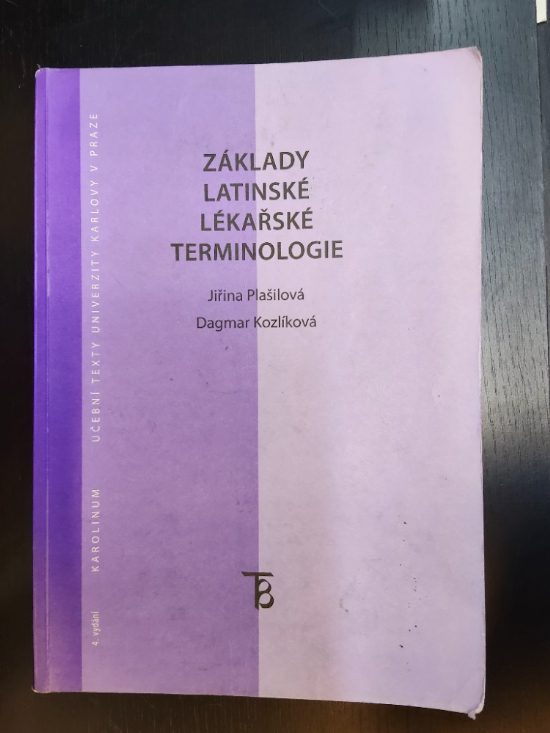 ZÁKLADY
LATINSKÉ
LÉKAŘSKÉ
TERMINOLOGIE
Jiřina Plašilová
Dagmar Kozlíková
4. vydání KAROLINUM UČEBNÍ TEXTY UNIVERZITY KARLOVY V PRAZE